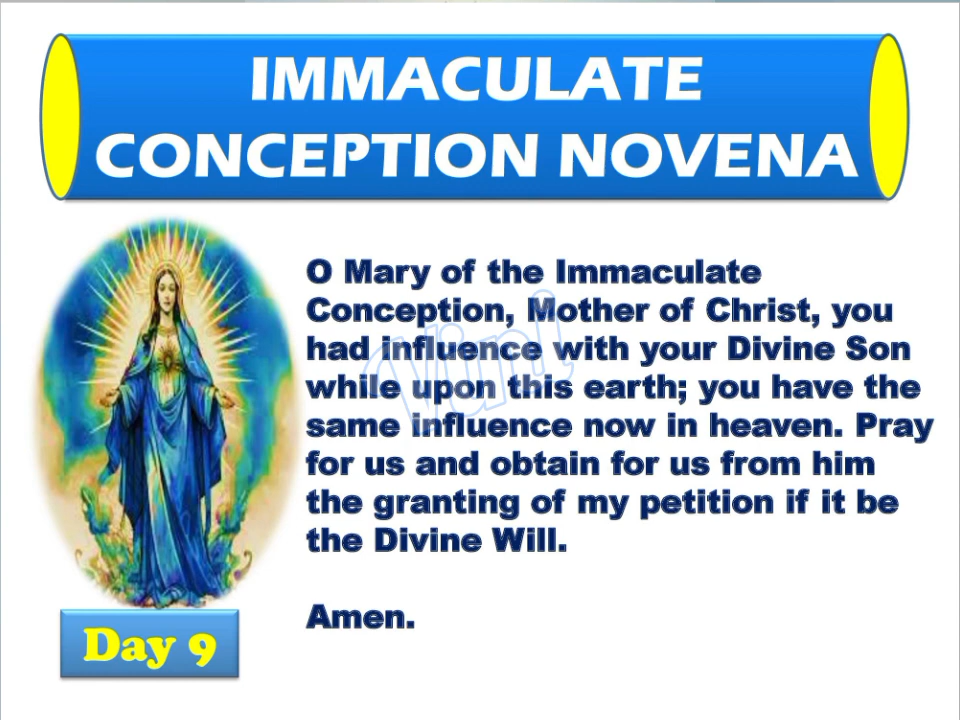 IMMACULATE
CONCEPTION NOVENA
O Mary of the Immaculate
Conception, Mother of Christ, you
had influence with your Divine Son
while upon this earth; you have the
same influence now in heaven. Pray
for us and obtain for us from him
the granting of my petition if it be
the Divine Will.
Amen.
Vini
Day 9